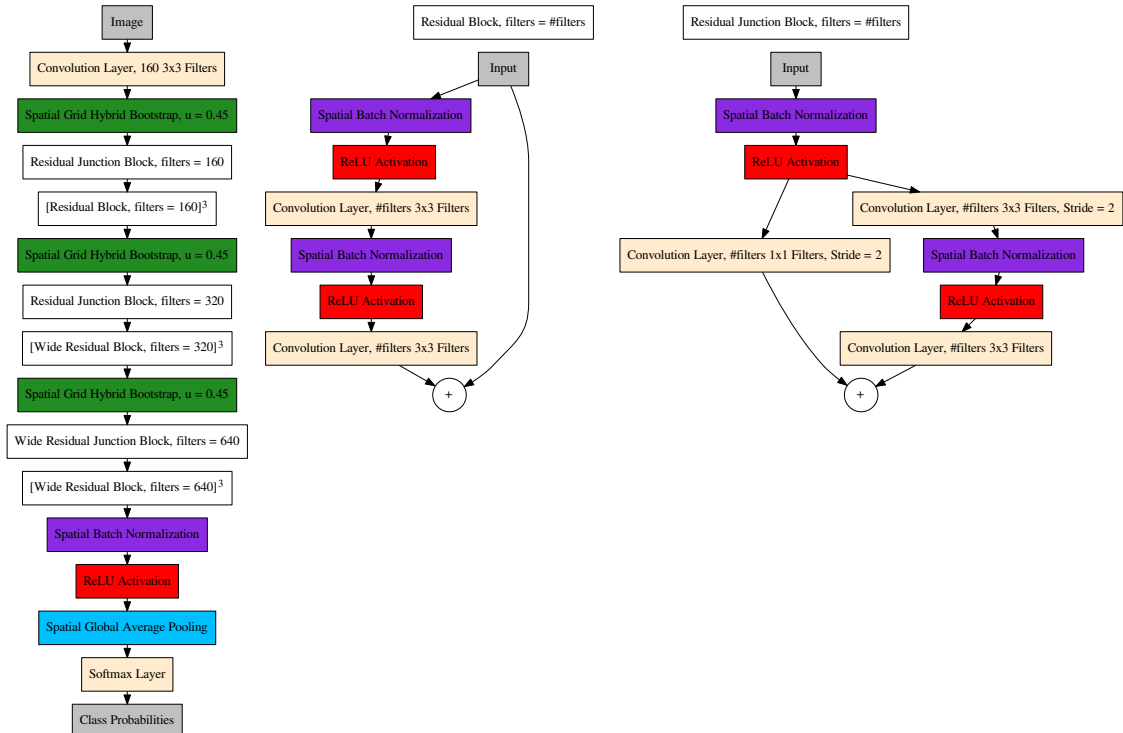 Image
Convolution Layer, 160 3x3 Filters
Spatial Grid Hybrid Bootstrap, u = 0.45
Residual Junction Block, filters = 160
[Residual Block, filters = 160]³
Spatial Grid Hybrid Bootstrap, u = 0.45
Residual Junction Block, filters = 320
[Wide Residual Block, filters = 320]³
Spatial Grid Hybrid Bootstrap, u = 0.45
Wide Residual Junction Block, filters = 640
[Wide Residual Block, filters = 640]³
Spatial Batch Normalization
ReLU Activation
Spatial Global Average Pooling
Softmax Layer
Class Probabilities
Residual Block, filters = #filters
Input
Spatial Batch Normalization
ReLU Activation
Convolution Layer, #filters 3x3 Filters
Spatial Batch Normalization
ReLU Activation
Convolution Layer, #filters 3x3 Filters
+
Residual Junction Block, filters = #filters
Input
Spatial Batch Normalization
ReLU Activation
Convolution Layer, #filters 3x3 Filters, Stride = 2
Convolution Layer, #filters 1x1 Filters, Stride = 2
Spatial Batch Normalization
ReLU Activation
Convolution Layer, #filters 3x3 Filters
+